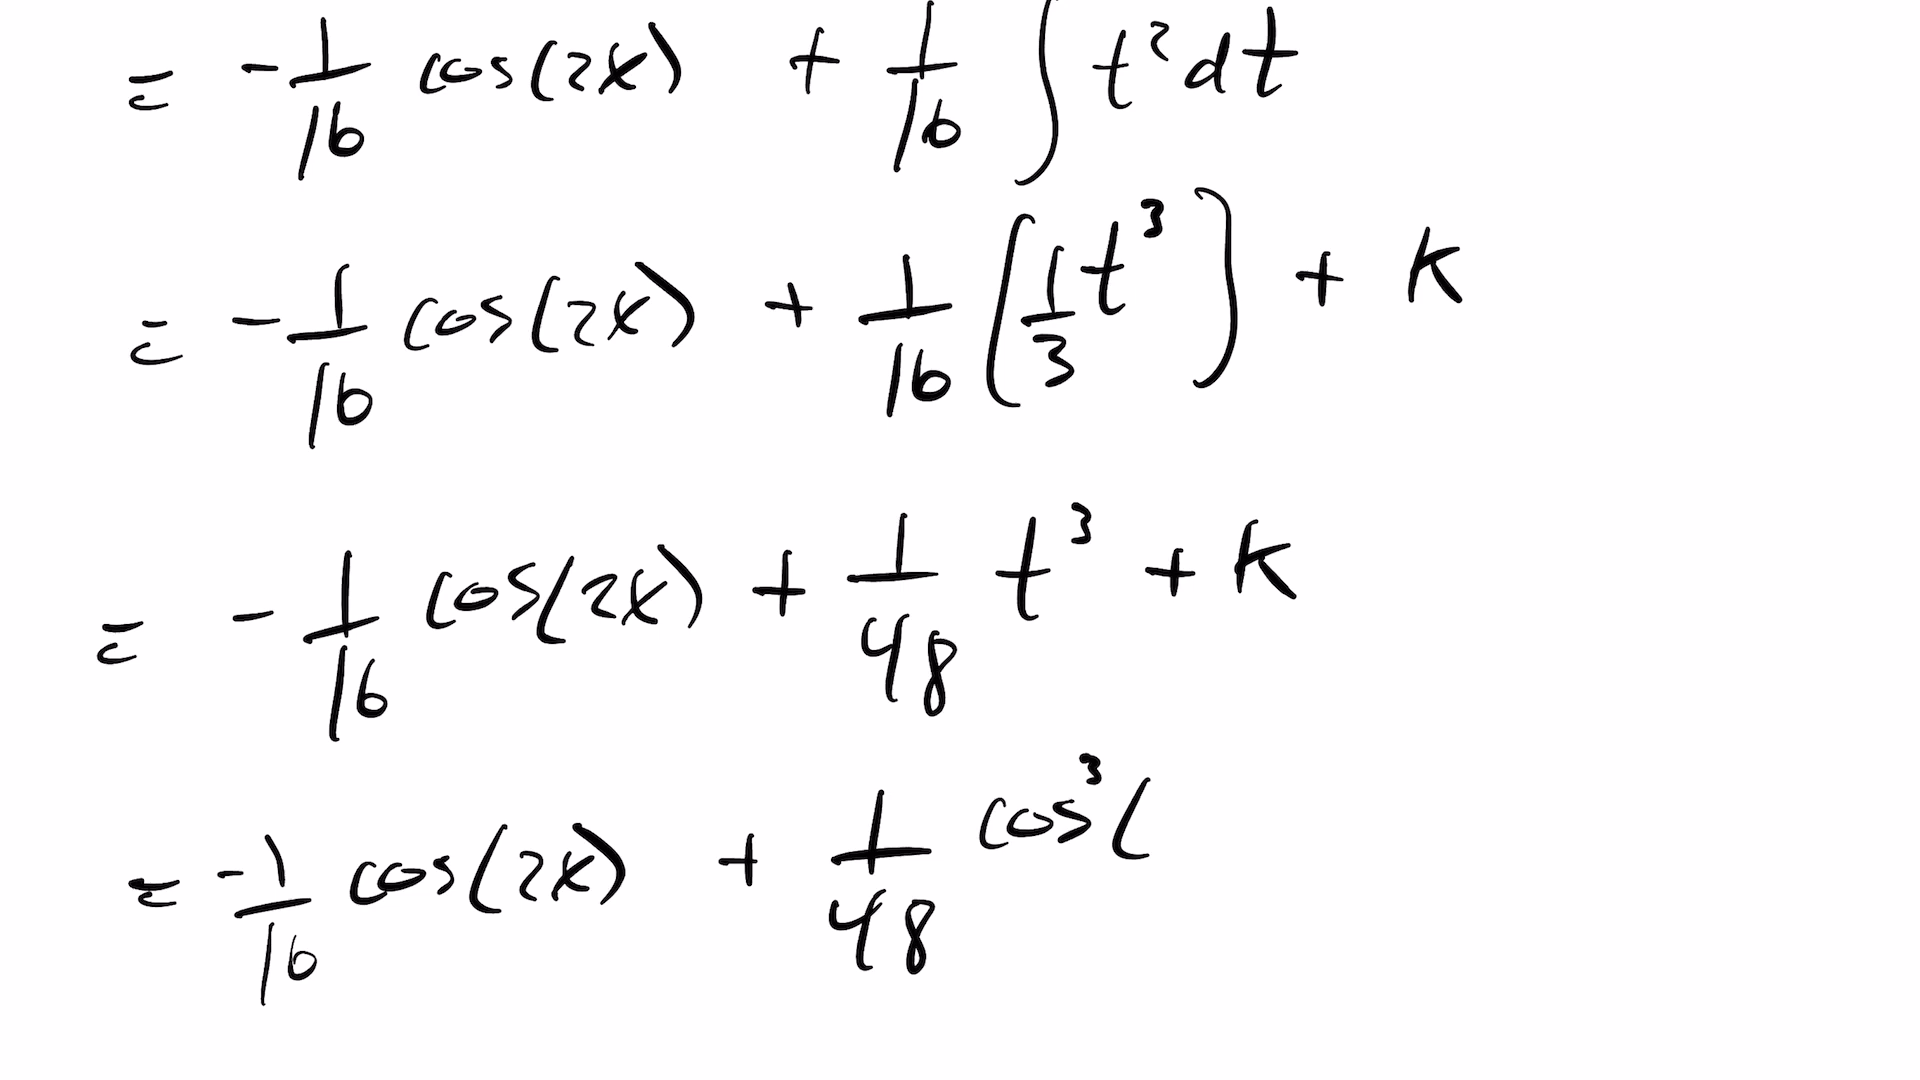 = -1/16 cos(2x) + 1/16 ∫ t² dt
= -1/16 cos(2x) + 1/16 (1/3 t³) + K
= -1/16 cos(2x) + 1/48 t³ + K
= -1/16 cos(2x) + 1/48 cos³(